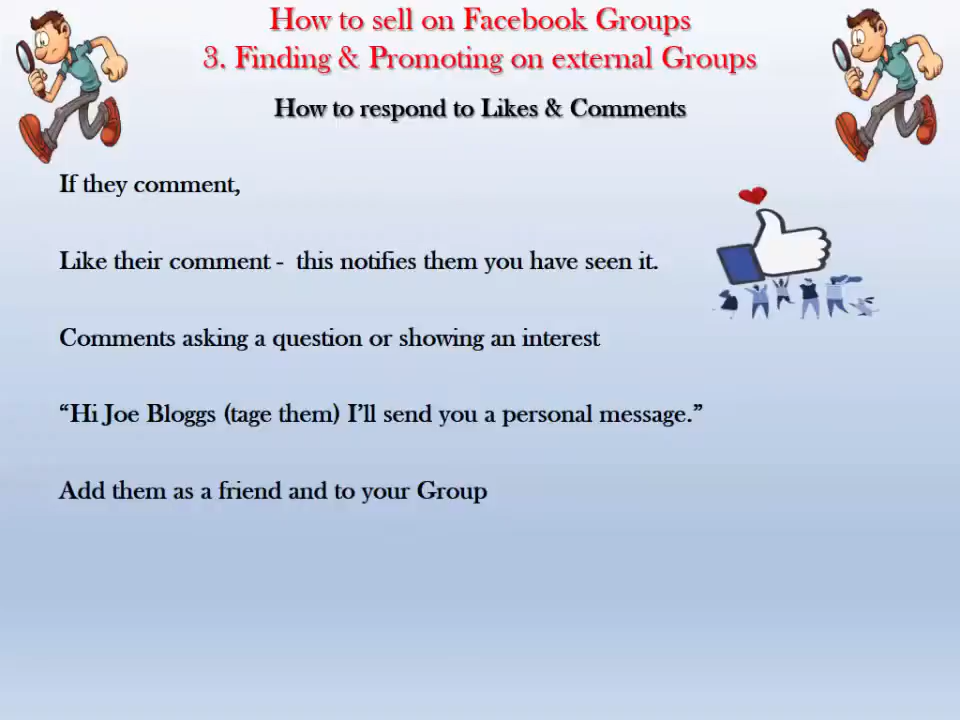 How to sell on Facebook Groups
3. Finding & Promoting on external Groups
How to respond to Likes & Comments
If they comment,
Like their comment -  this notifies them you have seen it.
Comments asking a question or showing an interest
“Hi Joe Bloggs (tage them) I’ll send you a personal message.”
Add them as a friend and to your Group